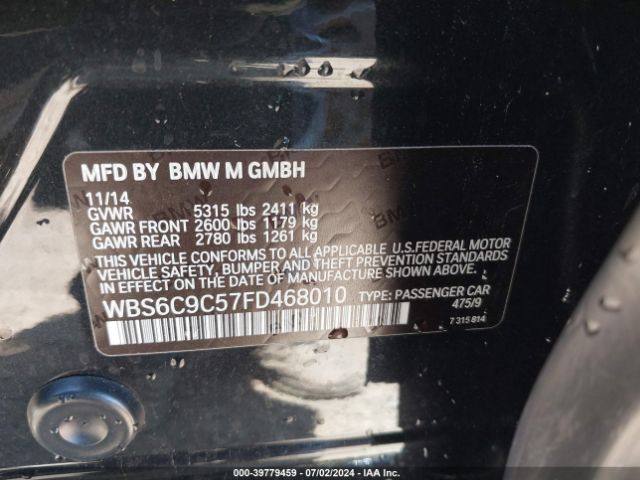 MFD BY BMW M GMBH
11/14
GVWR 5315 lbs 2411 kg
GAWR FRONT 2600 lbs 1179 kg
GAWR REAR 2780 lbs 1261 kg
THIS VEHICLE CONFORMS TO ALL APPLICABLE U.S.FEDERAL MOTOR
VEHICLE SAFETY, BUMPER, AND THEFT PREVENTION STANDARDS
IN EFFECT ON THE DATE OF MANUFACTURE SHOWN ABOVE.
WBS6C9C57FD468010 TYPE: PASSENGER CAR
475/9
7 315 814
000-39779459 - 07/02/2024 - IAA Inc.